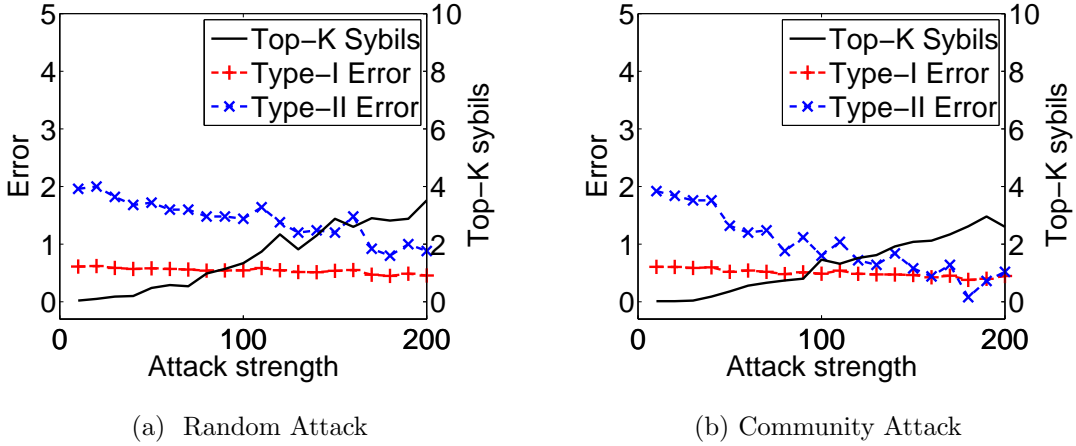 5
4
3
2
1
0
Error
Top-K Sybils
Type-I Error
Type-II Error
10
8
6
4
2
0
Top-K sybils
0 100 200
Attack strength
(a) Random Attack
5
4
3
2
1
0
Error
Top-K Sybils
Type-I Error
Type-II Error
10
8
6
4
2
0
Top-K sybils
0 100 200
Attack strength
(b) Community Attack